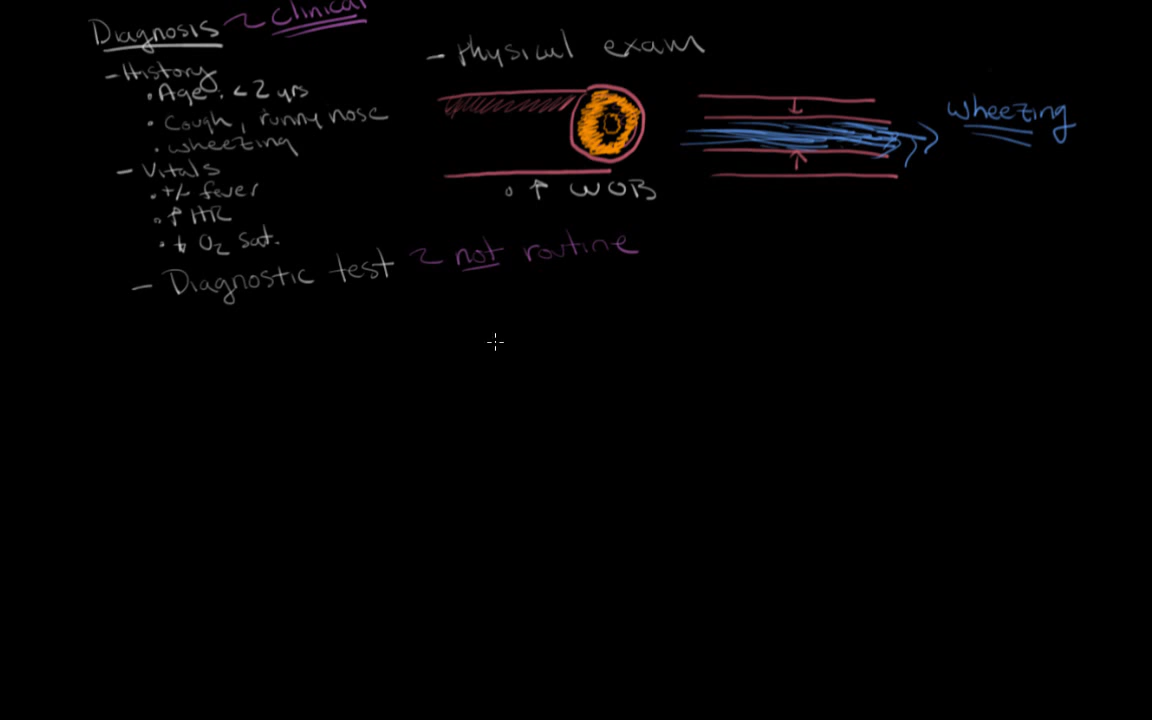 Diagnosis ~ clinical
- History
• Age: < 2 yrs
• Cough, runny nose
• wheezing
- Vitals
• +/- fever
• ↑ HR
• ↓ O2 Sat.
- Diagnostic test ~ not routine
- Physical exam
wheezing
• ↑ WOB